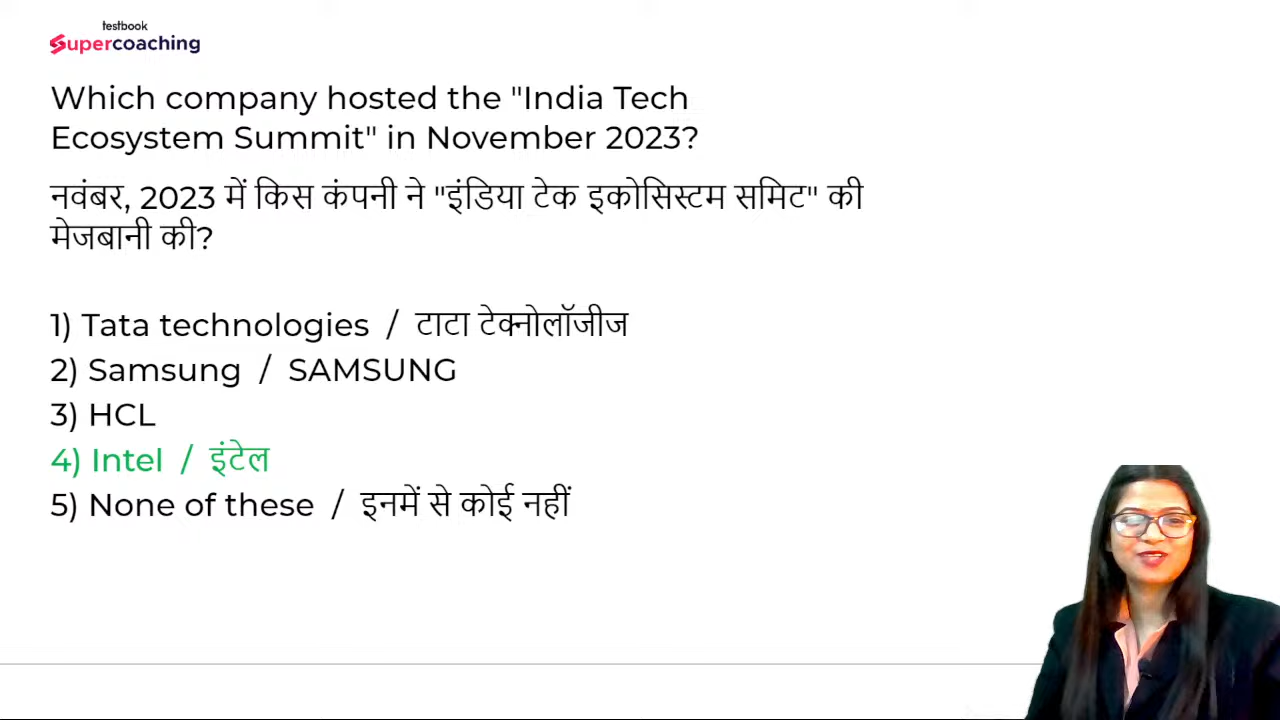 testbook
Supercoaching
Which company hosted the "India Tech
Ecosystem Summit" in November 2023?
नवंबर, 2023 में किस कंपनी ने "इंडिया टेक इकोसिस्टम समिट" की
मेजबानी की?
1) Tata technologies / टाटा टेक्नोलॉजीज
2) Samsung / SAMSUNG
3) HCL
4) Intel / इंटेल
5) None of these / इनमें से कोई नहीं